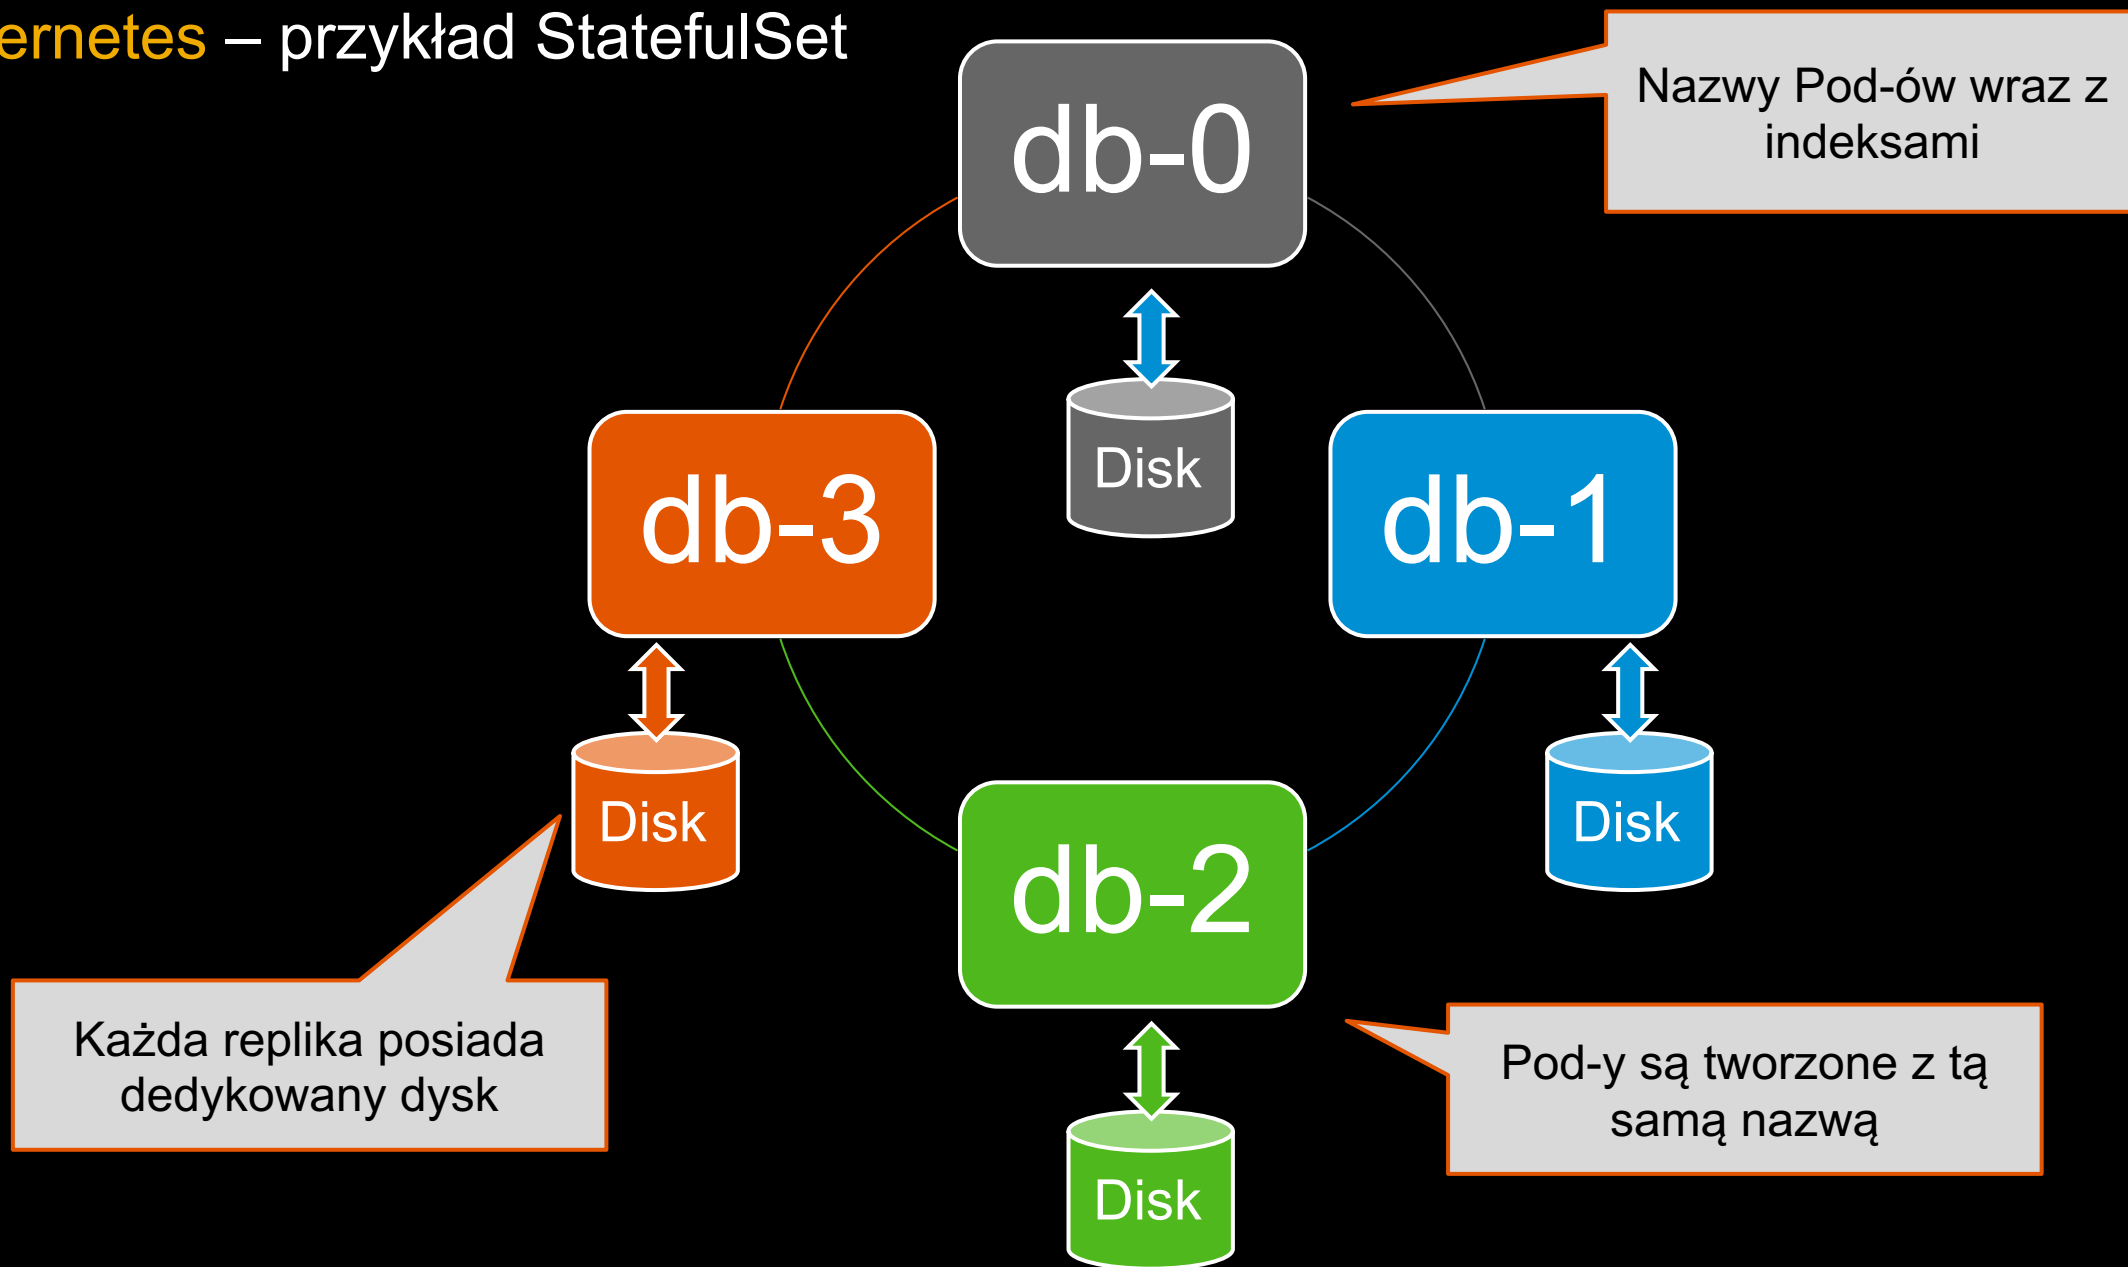 ernetes – przykład StatefulSet
Nazwy Pod-ów wraz z
indeksami
db-0
Disk
db-3
db-1
Disk
Disk
db-2
Każda replika posiada
dedykowany dysk
Pod-y są tworzone z tą
samą nazwą
Disk